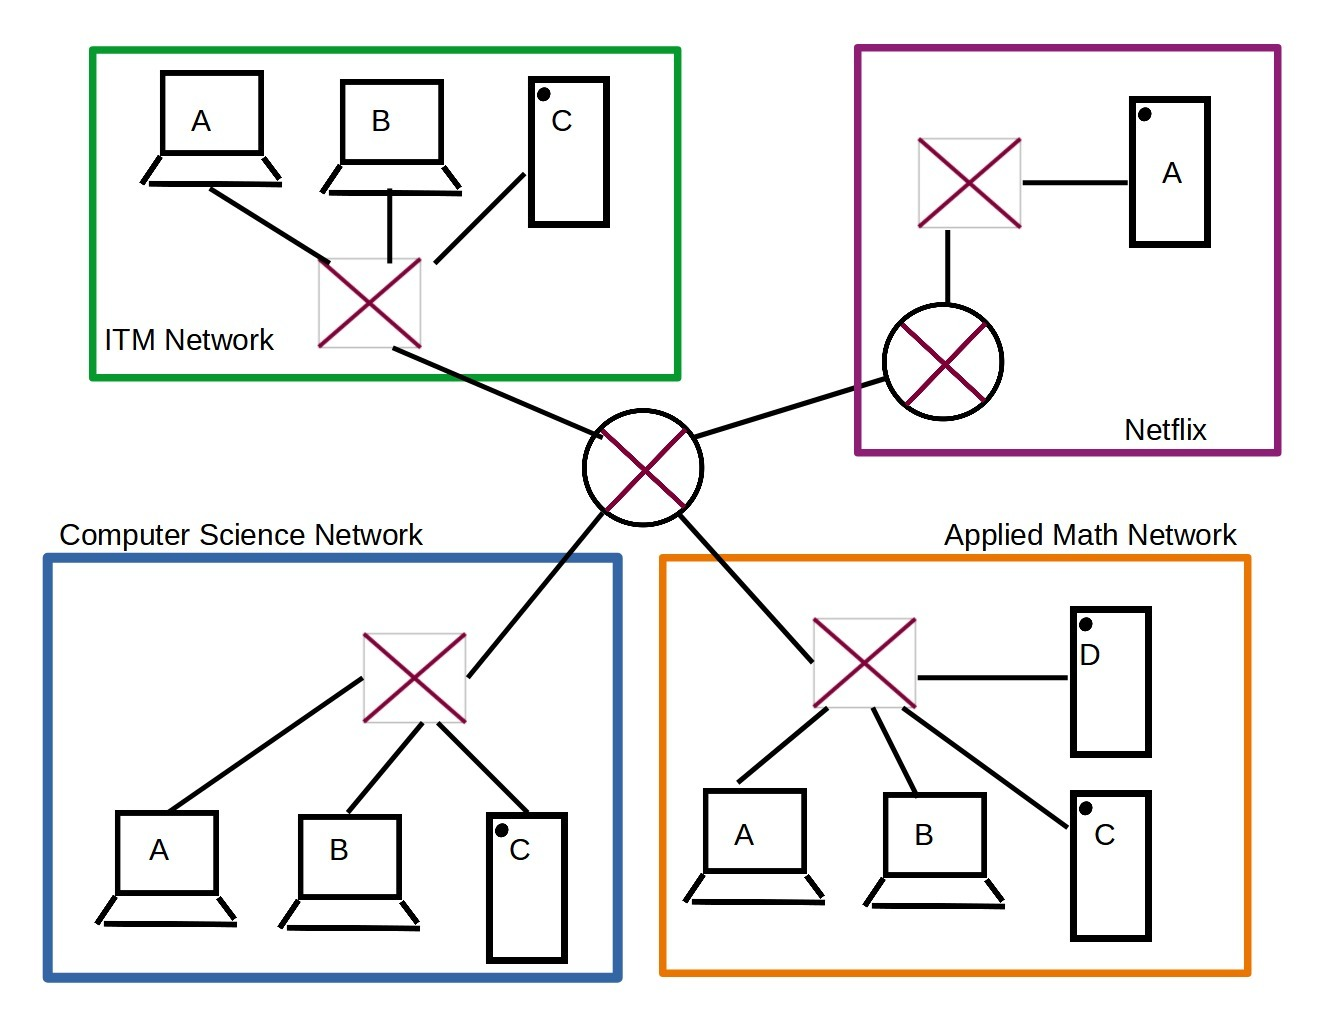 A
B
C
ITM Network
A
Netflix
Computer Science Network
A
B
C
Applied Math Network
D
A
B
C